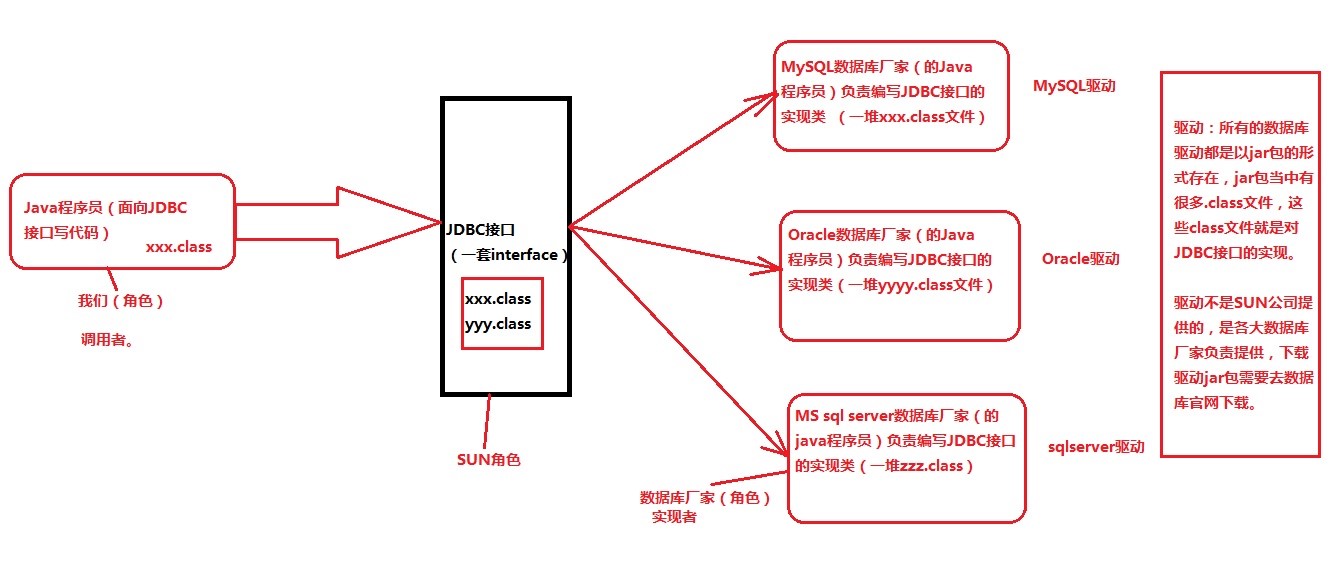 Java程序员（面向JDBC
接口写代码）
xxx.class
我们（角色）
调用者。
JDBC接口
（一套interface）
xxx.class
yyy.class
SUN角色
MySQL数据库厂家（的Java
程序员）负责编写JDBC接口的
实现类 （一堆xxx.class文件）
MySQL驱动
Oracle数据库厂家（的Java
程序员）负责编写JDBC接口的
实现类（一堆yyyy.class文件）
Oracle驱动
MS sql server数据库厂家（的
java程序员）负责编写JDBC接口
的实现类（一堆zzz.class）
sqlserver驱动
数据库厂家（角色）
实现者
驱动：所有的数据库
驱动都是以jar包的形
式存在，jar包当中有
很多.class文件，这
些class文件就是对
JDBC接口的实现。
驱动不是SUN公司提
供的，是各大数据库
厂家负责提供，下载
驱动jar包需要去数据
库官网下载。